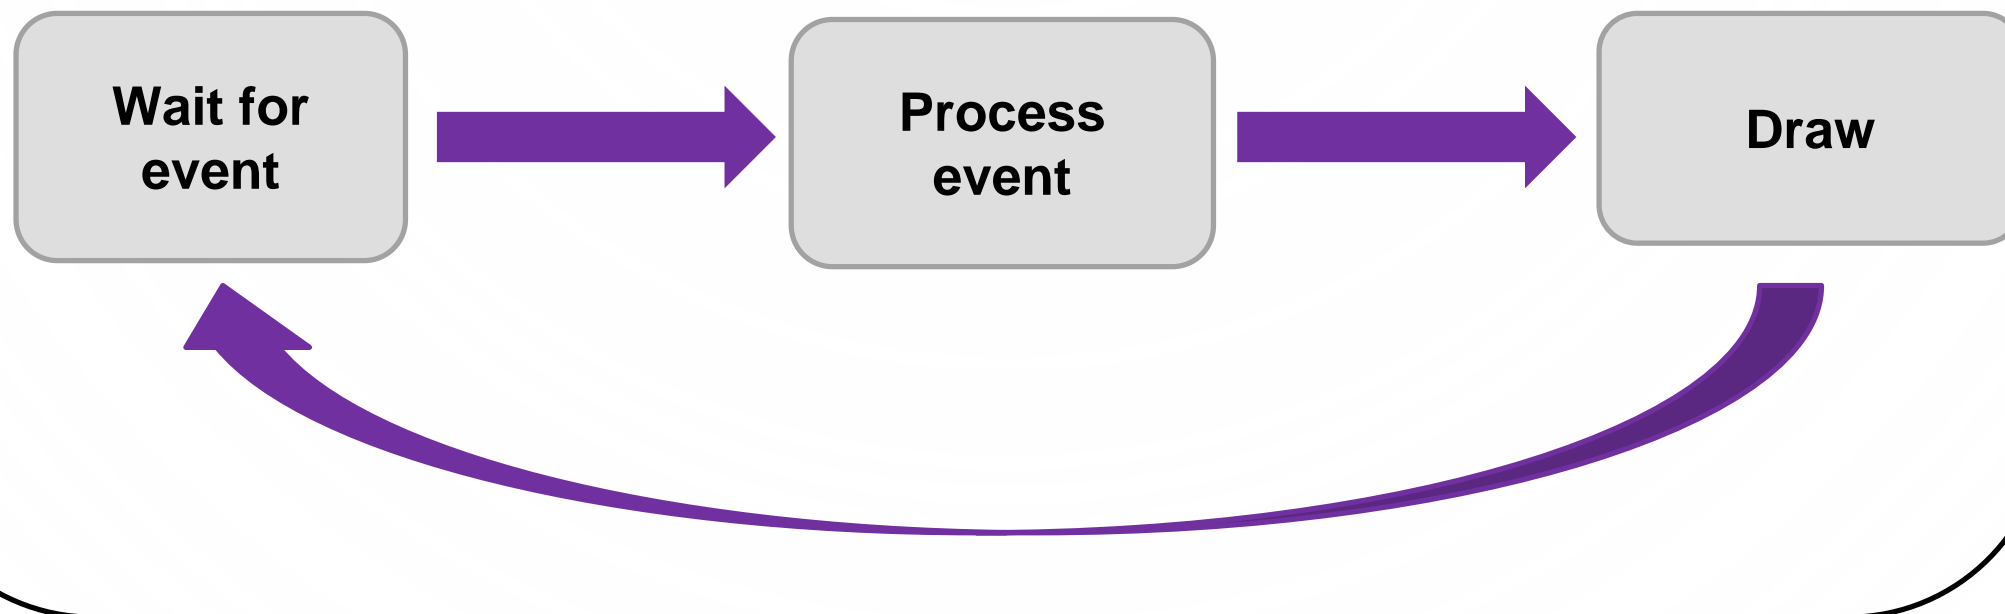 Wait for
event
Process
event
Draw